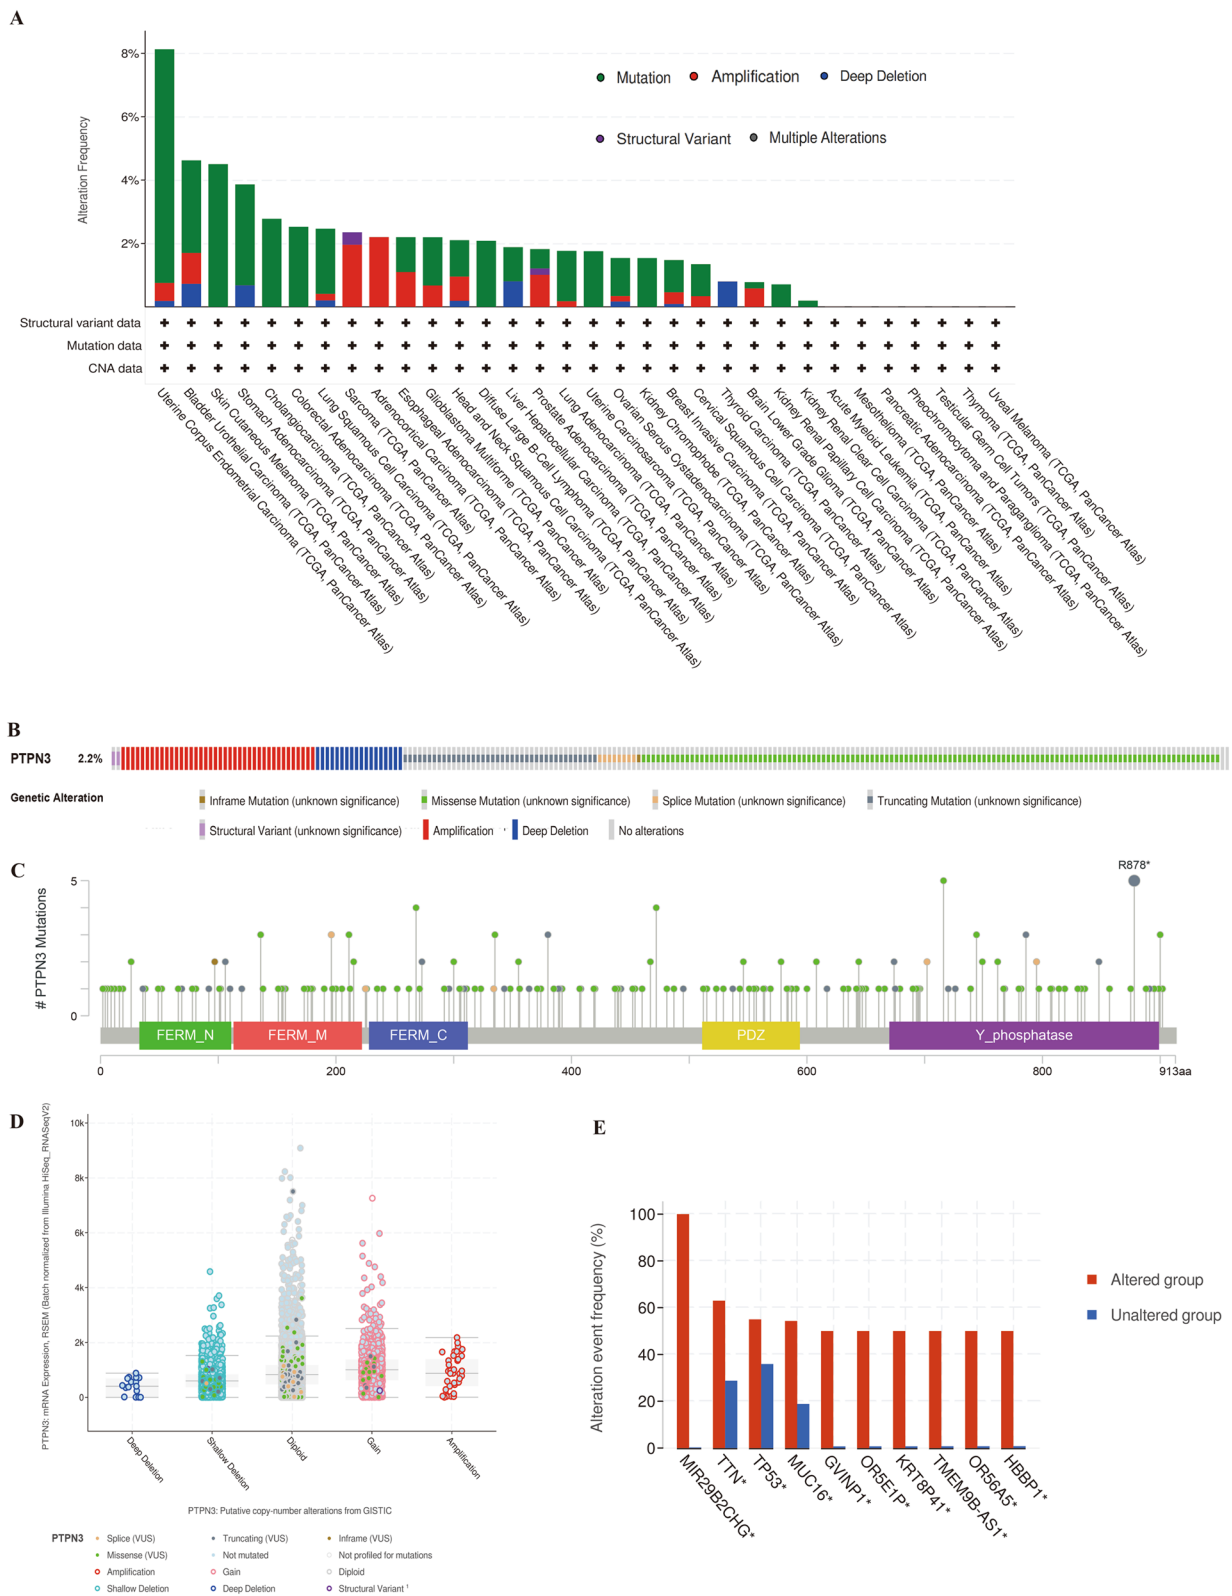 A
8%
6%
4%
2%
Alteration Frequency
Mutation
Amplification
Deep Deletion
Structural Variant
Multiple Alterations
Structural variant data
Mutation data
CNA data
Uterine Corpus Endometrial Carcinoma (TCGA, PanCancer Atlas)
Bladder Urothelial Carcinoma (TCGA, PanCancer Atlas)
Skin Cutaneous Melanoma (TCGA, PanCancer Atlas)
Stomach Adenocarcinoma (TCGA, PanCancer Atlas)
Cholangiocarcinoma (TCGA, PanCancer Atlas)
Colorectal Adenocarcinoma (TCGA, PanCancer Atlas)
Lung Squamous Cell Carcinoma (TCGA, PanCancer Atlas)
Sarcoma (TCGA, PanCancer Atlas)
Adrenocortical Carcinoma (TCGA, PanCancer Atlas)
Esophageal Adenocarcinoma (TCGA, PanCancer Atlas)
Glioblastoma Multiforme (TCGA, PanCancer Atlas)
Head and Neck Squamous Cell Carcinoma (TCGA, PanCancer Atlas)
Diffuse Large B-Cell Lymphoma (TCGA, PanCancer Atlas)
Liver Hepatocellular Carcinoma (TCGA, PanCancer Atlas)
Prostate Adenocarcinoma (TCGA, PanCancer Atlas)
Lung Adenocarcinoma (TCGA, PanCancer Atlas)
Uterine Carcinosarcoma (TCGA, PanCancer Atlas)
Ovarian Serous Cystadenocarcinoma (TCGA, PanCancer Atlas)
Kidney Chromophobe (TCGA, PanCancer Atlas)
Breast Invasive Carcinoma (TCGA, PanCancer Atlas)
Cervical Squamous Cell Carcinoma (TCGA, PanCancer Atlas)
Thyroid Carcinoma (TCGA, PanCancer Atlas)
Brain Lower Grade Glioma (TCGA, PanCancer Atlas)
Kidney Renal Papillary Cell Carcinoma (TCGA, PanCancer Atlas)
Kidney Renal Clear Cell Carcinoma (TCGA, PanCancer Atlas)
Acute Myeloid Leukemia (TCGA, PanCancer Atlas)
Mesothelioma (TCGA, PanCancer Atlas)
Pancreatic Adenocarcinoma (TCGA, PanCancer Atlas)
Pheochromocytoma and Paraganglioma (TCGA, PanCancer Atlas)
Testicular Germ Cell Tumors (TCGA, PanCancer Atlas)
Thymoma (TCGA, PanCancer Atlas)
Uveal Melanoma (TCGA, PanCancer Atlas)
B
PTPN3 2.2%
Genetic Alteration
Inframe Mutation (unknown significance)
Missense Mutation (unknown significance)
Splice Mutation (unknown significance)
Truncating Mutation (unknown significance)
Structural Variant (unknown significance)
Amplification
Deep Deletion
No alterations
C
# PTPN3 Mutations
5
0
R878*
FERM_N
FERM_M
FERM_C
PDZ
Y_phosphatase
0 200 400 600 800 913aa
D
PTPN3: mRNA Expression, RSEM (Batch normalized from Illumina HiSeq_RNASeqV2)
10k
8k
6k
4k
2k
0
Deep Deletion
Shallow Deletion
Diploid
Gain
Amplification
PTPN3: Putative copy-number alterations from GISTIC
PTPN3
Splice (VUS)
Truncating (VUS)
Inframe (VUS)
Missense (VUS)
Not mutated
Not profiled for mutations
Amplification
Gain
Diploid
Shallow Deletion
Deep Deletion
Structural Variant ¹
E
Alteration event frequency (%)
100
80
60
40
20
0
MIR29B2CHG*
TTN*
TP53*
MUC16*
GVINP1*
OR5E1P*
KRT8P41*
TMEM9B-AS1*
OR56A5*
HBBP1*
Altered group
Unaltered group